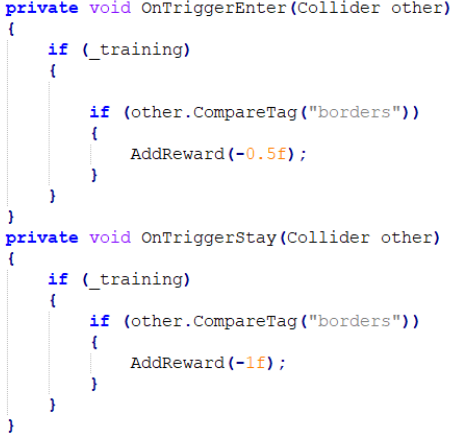 private void OnTriggerEnter(Collider other)
{
    if (_training)
    {

        if (other.CompareTag("borders"))
        {
            AddReward(-0.5f);
        }
    }
}
private void OnTriggerStay(Collider other)
{
    if (_training)
    {
        if (other.CompareTag("borders"))
        {
            AddReward(-1f);
        }
    }
}